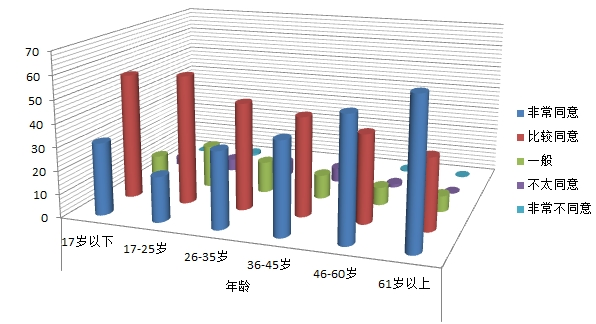 70
60
50
40
30
20
10
0
17岁以下
17-25岁
26-35岁
36-45岁
46-60岁
61岁以上
年龄
非常同意
比较同意
一般
不太同意
非常不同意